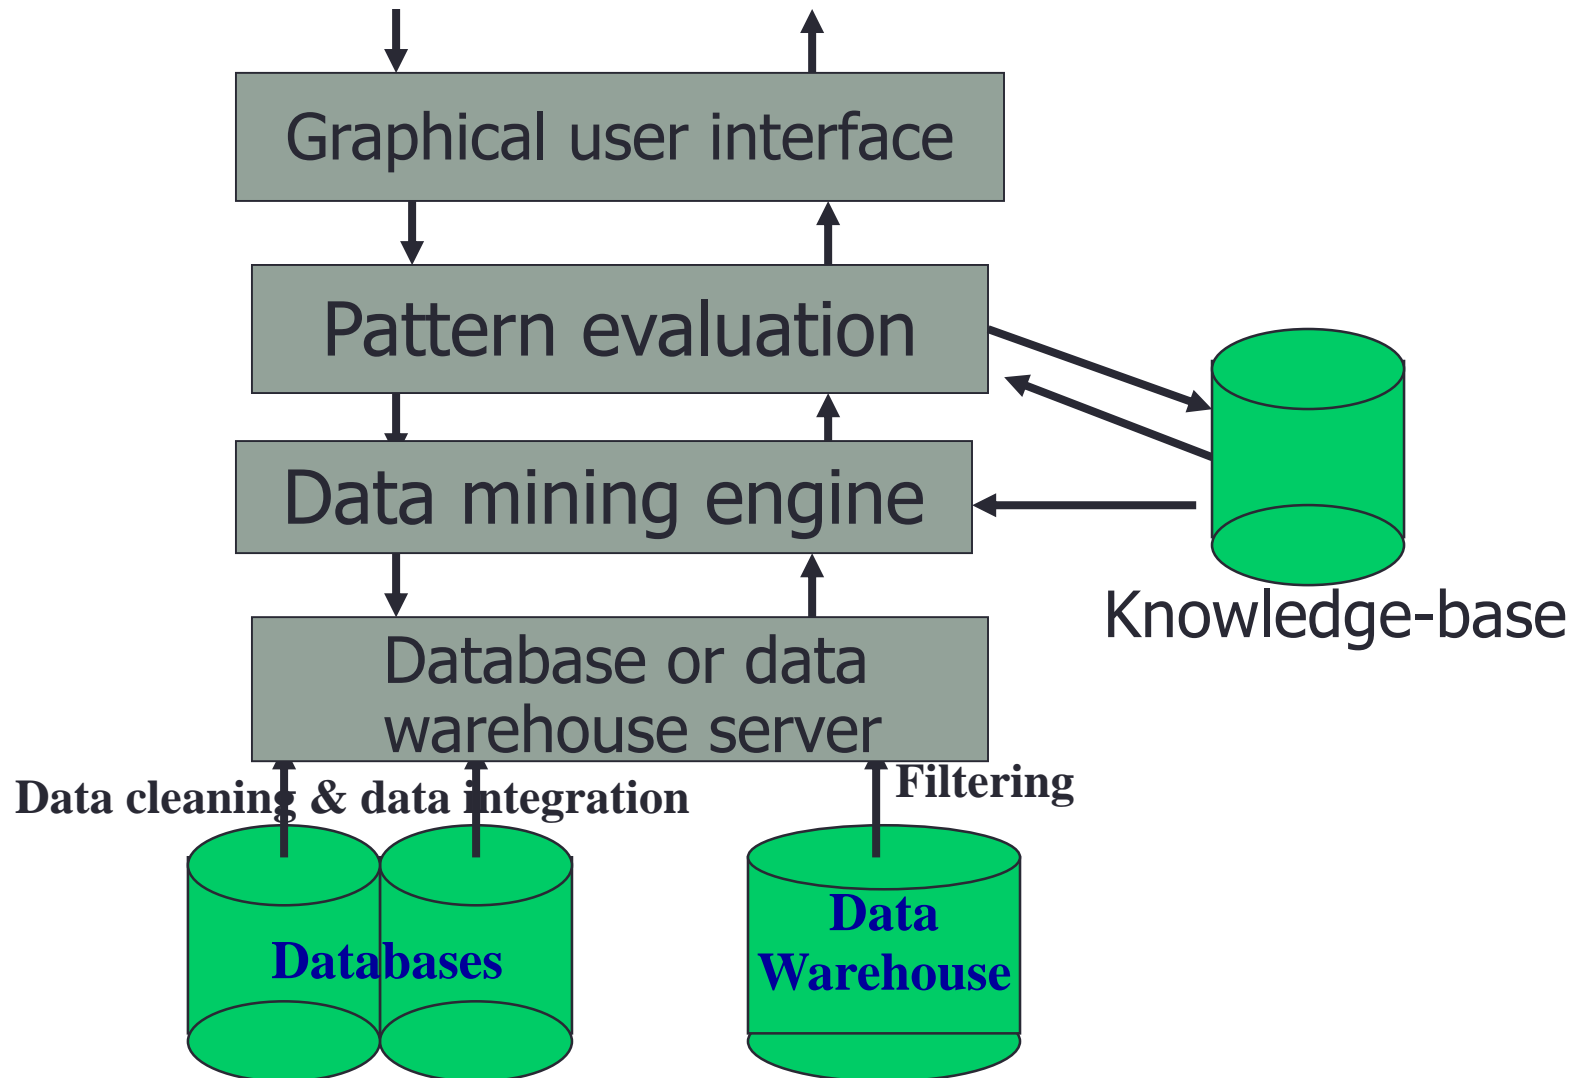 Graphical user interface
Pattern evaluation
Data mining engine
Knowledge-base
Database or data
warehouse server
Data cleaning & data integration
Filtering
Databases
Data
Warehouse